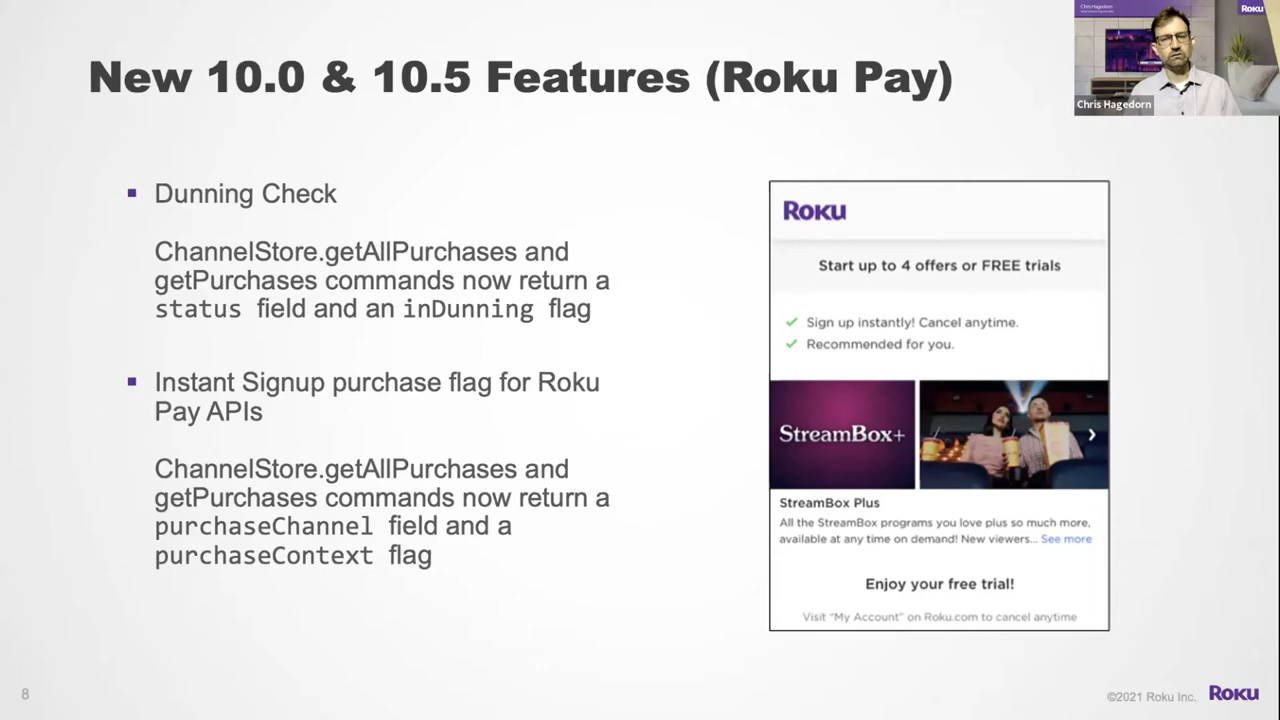 New 10.0 & 10.5 Features (Roku Pay)
Chris Hagedorn
Roku
Chris Hagedorn
Dunning Check
ChannelStore.getAllPurchases and
getPurchases commands now return a
status field and an inDunning flag
Instant Signup purchase flag for Roku
Pay APIs
ChannelStore.getAllPurchases and
getPurchases commands now return a
purchaseChannel field and a
purchaseContext flag
Roku
Start up to 4 offers or FREE trials
Sign up instantly! Cancel anytime.
Recommended for you.
StreamBox+
StreamBox Plus
All the StreamBox programs you love plus so much more,
available at any time on demand! New viewers... See more
Enjoy your free trial!
Visit “My Account” on Roku.com to cancel anytime
8
©2021 Roku Inc. Roku